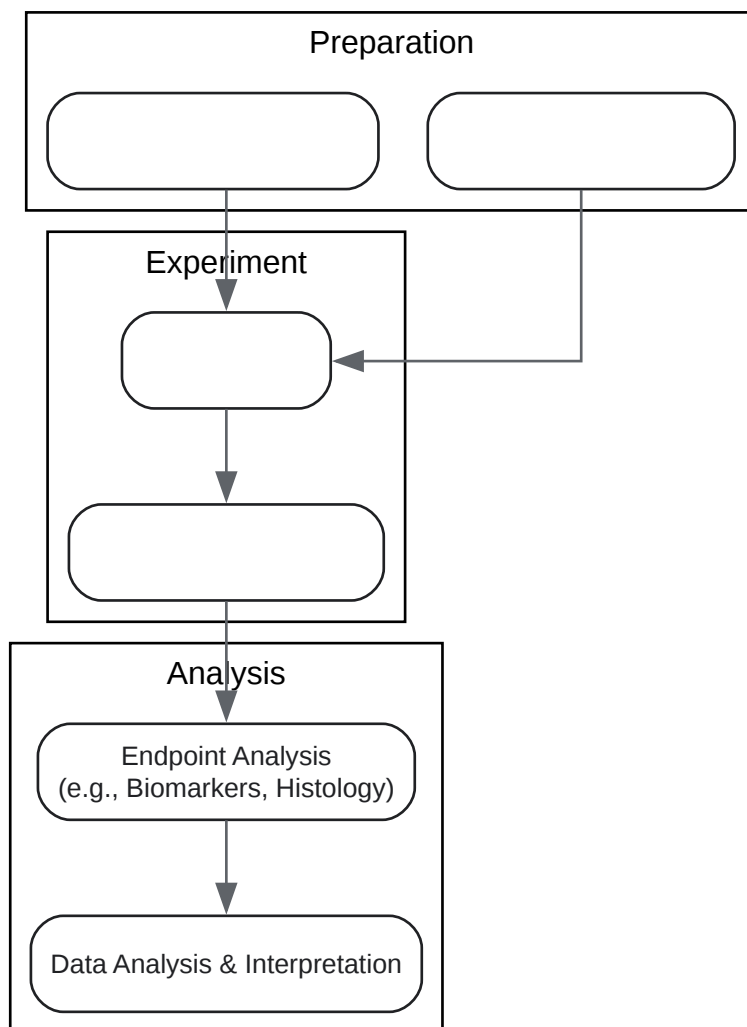 Preparation
Experiment
Analysis
Endpoint Analysis
(e.g., Biomarkers, Histology)
Data Analysis & Interpretation